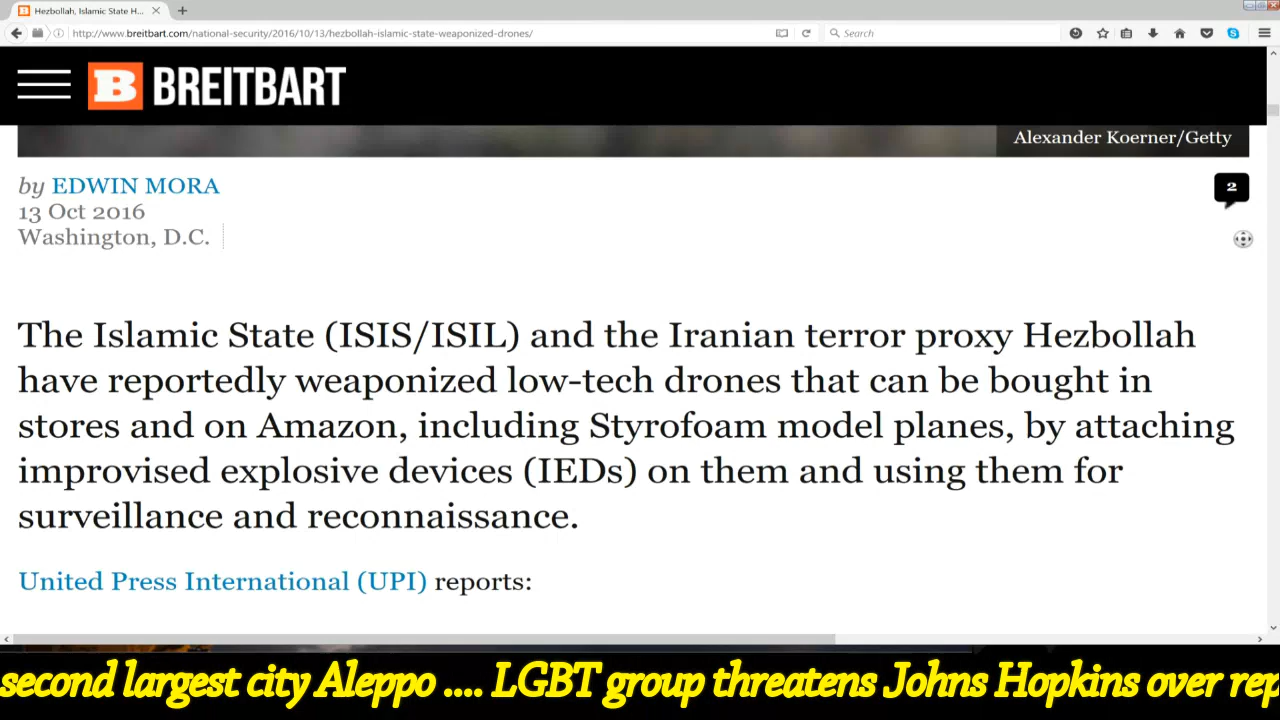 Hezbollah, Islamic State H...
http://www.breitbart.com/national-security/2016/10/13/hezbollah-islamic-state-weaponized-drones/
Search
B BREITBART
Alexander Koerner/Getty
by EDWIN MORA
2
13 Oct 2016
Washington, D.C.
The Islamic State (ISIS/ISIL) and the Iranian terror proxy Hezbollah
have reportedly weaponized low-tech drones that can be bought in
stores and on Amazon, including Styrofoam model planes, by attaching
improvised explosive devices (IEDs) on them and using them for
surveillance and reconnaissance.
United Press International (UPI) reports:
second largest city Aleppo .... LGBT group threatens Johns Hopkins over rep